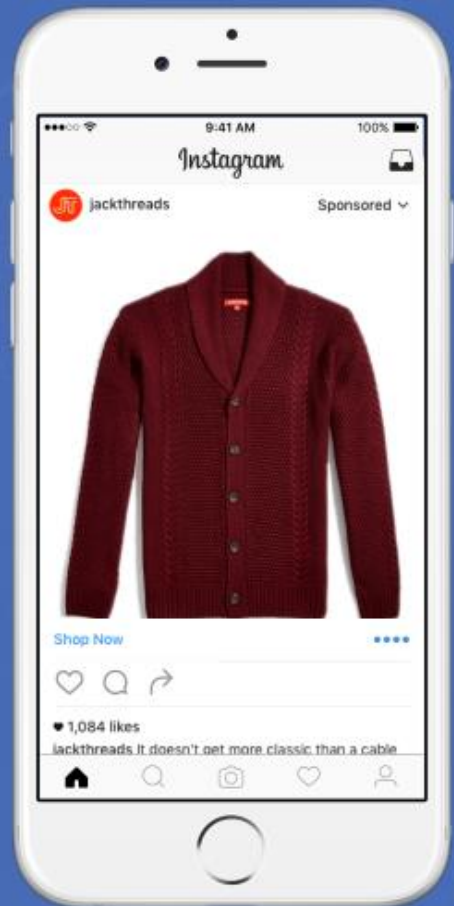 9:41 AM 100%
Instagram
JT jackthreads Sponsored
Shop Now
1,084 likes
jackthreads It doesn't get more classic than a cable